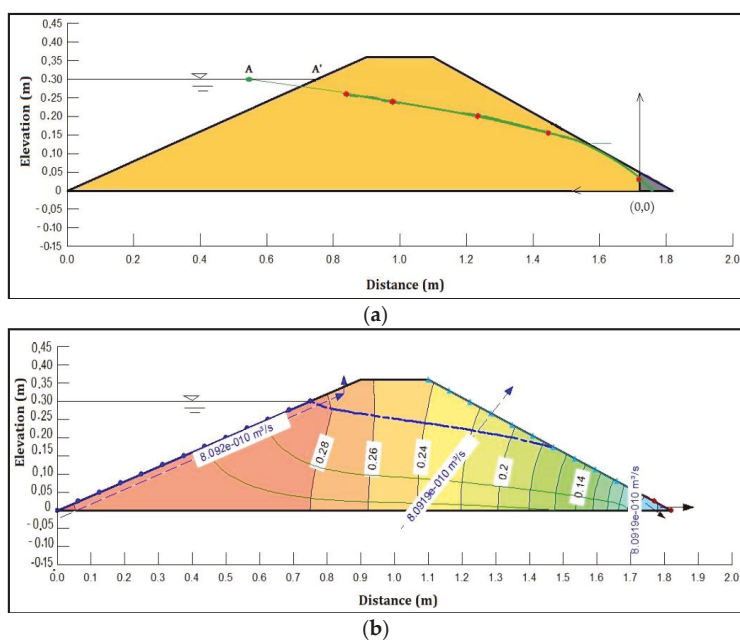 0,45
0,40
0,35
0,30
0,25
0,20
0,15
0,10
0,05
0
-0,05
-0,10
-0,15
Elevation (m)
A
A'
(0,0)
0.0 0.2 0.4 0.6 0.8 1.0 1.2 1.4 1.6 1.8 2.0
Distance (m)
(a)
0,45
0,40
0,35
0,30
0,25
0,20
0,15
0,10
0,05
0
-0,05
-0,10
-0,15
Elevation (m)
8.092e-010 m³/s
0.28
0.26
0.24
8.0919e-010 m³/s
0.2
0.14
8.0919e-010 m³/s
0.0 0.1 0.2 0.3 0.4 0.5 0.6 0.7 0.8 0.9 1.0 1.1 1.2 1.3 1.4 1.5 1.6 1.7 1.8 1.9 2.0
Distance (m)
(b)